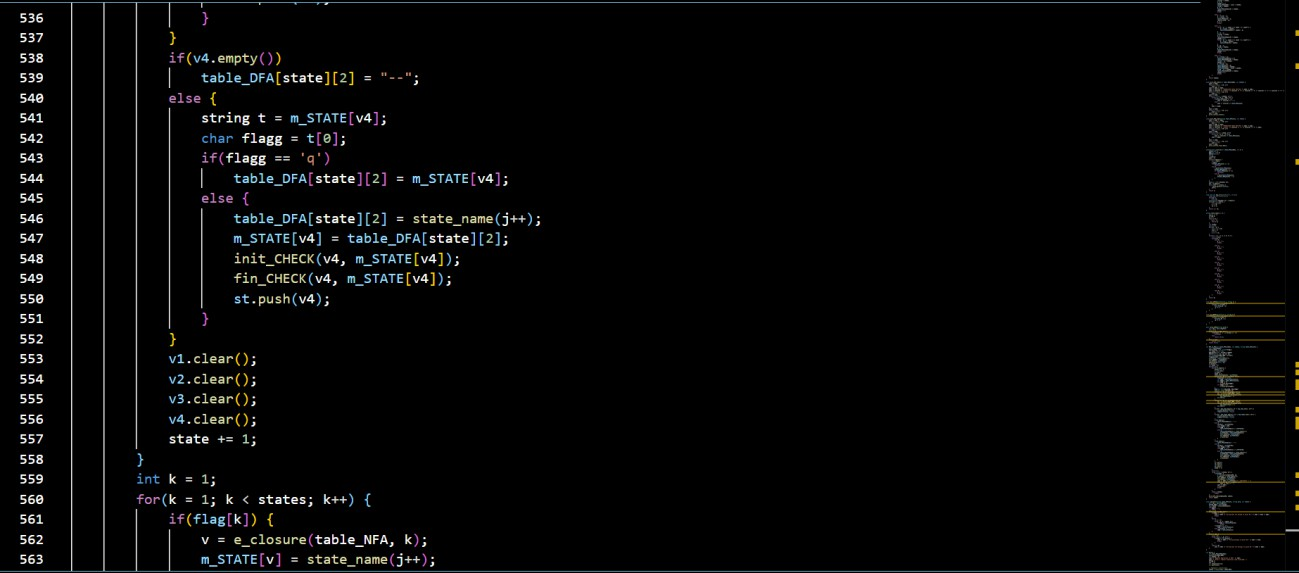 536 }
537 }
538 if(v4.empty())
539 table_DFA[state][2] = "--";
540 else {
541 string t = m_STATE[v4];
542 char flagg = t[0];
543 if(flagg == 'q')
544 table_DFA[state][2] = m_STATE[v4];
545 else {
546 table_DFA[state][2] = state_name(j++);
547 m_STATE[v4] = table_DFA[state][2];
548 init_CHECK(v4, m_STATE[v4]);
549 fin_CHECK(v4, m_STATE[v4]);
550 st.push(v4);
551 }
552 }
553 v1.clear();
554 v2.clear();
555 v3.clear();
556 v4.clear();
557 state += 1;
558 }
559 int k = 1;
560 for(k = 1; k < states; k++) {
561 if(flag[k]) {
562 v = e_closure(table_NFA, k);
563 m_STATE[v] = state_name(j++);